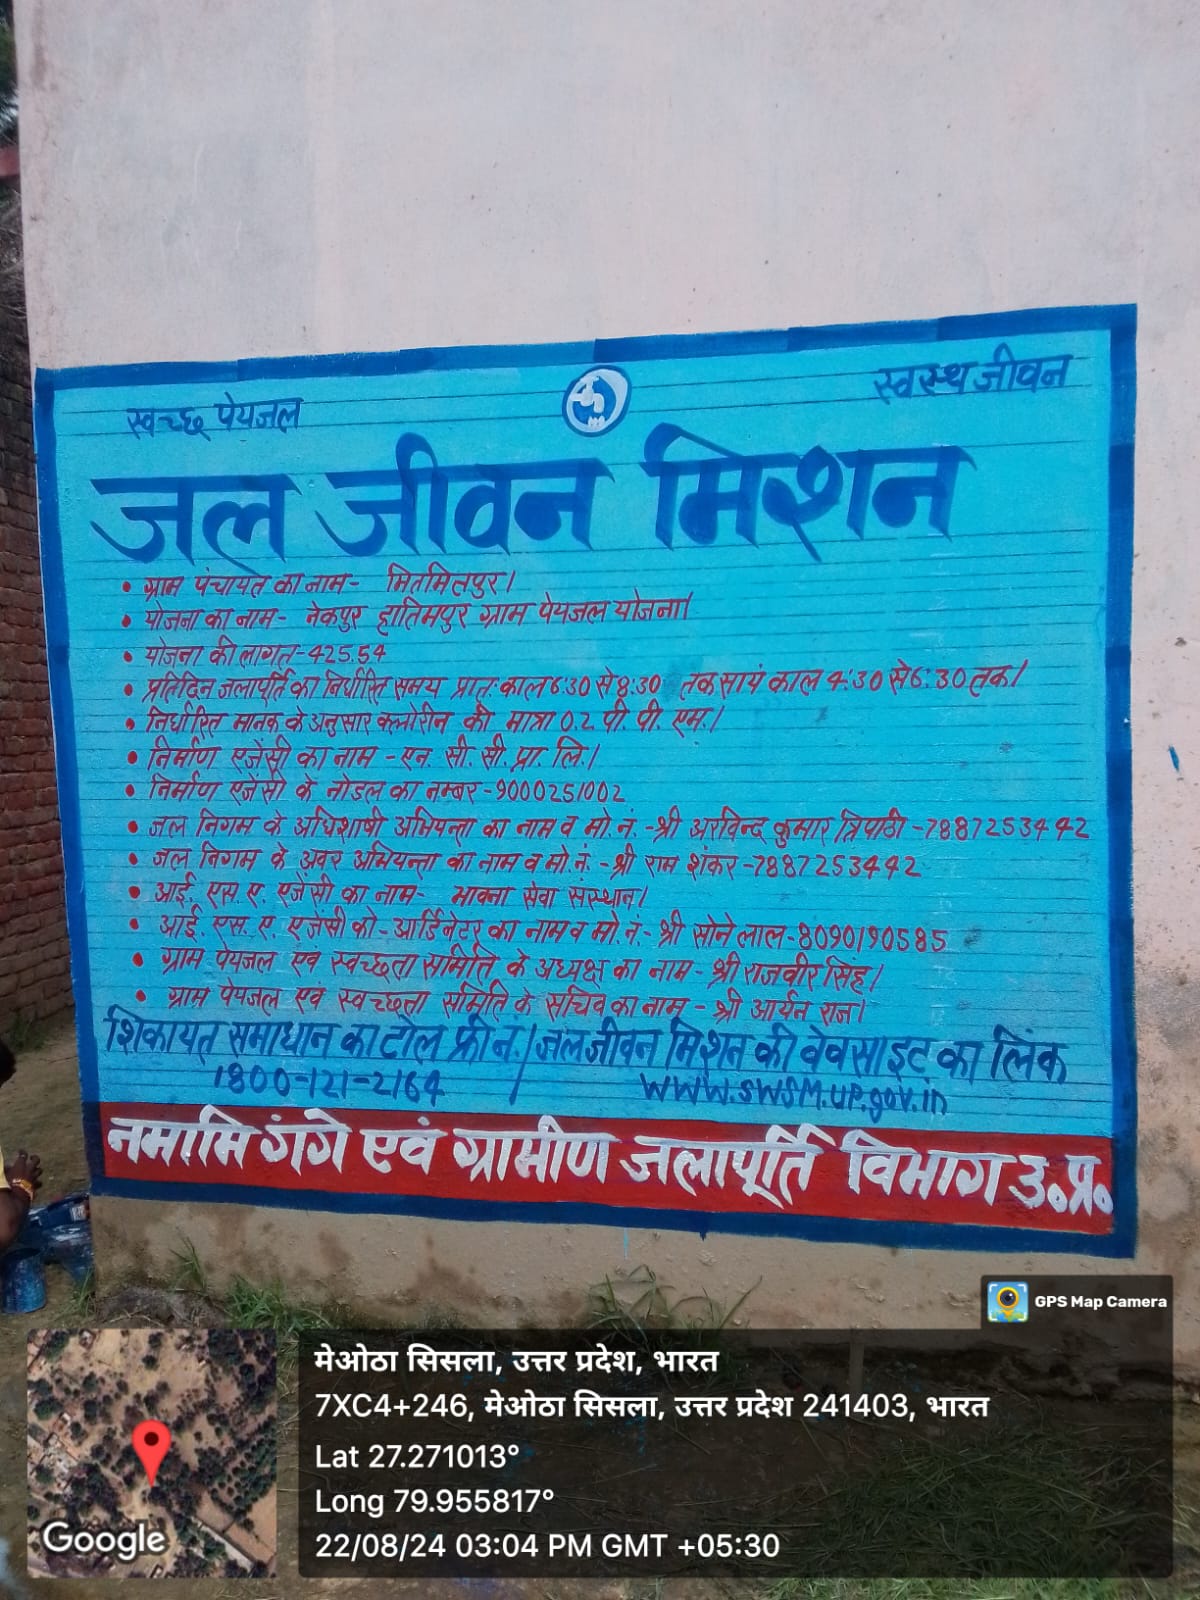 स्वच्छ पेयजल
स्वस्थ जीवन
जल जीवन मिशन
• ग्राम पंचायत का नाम- मितमितपुर।
• योजना का नाम- नेकपुर हातिमपुर ग्राम पेयजल योजना।
• योजना की लागत-425.54
• प्रतिदिन जलापूर्ति का निर्धारित समय प्रात: काल 6:30 से 8:30 तक सायं काल 4:30 से 6:30 तक।
• निर्धारित मानक के अनुसार क्लोरीन की मात्रा 0.2 पी. पी. एम.।
• निर्माण एजेंसी का नाम - एन. सी. सी. प्रा. लि.।
• निर्माण एजेंसी के नोडल का नम्बर-9000251002
• जल निगम के अधिशाषी अभियन्ता का नाम व मो. नं. -श्री अरविन्द कुमार त्रिपाठी -7887253442
• जल निगम के अवर अभियन्ता का नाम व मो. नं. -श्री राम शंकर -7887253442
• आई. एस. ए. एजेंसी का नाम- भावना सेवा संस्थान।
• आई. एस. ए. एजेंसी को-आर्डिनेटर का नाम व मो. नं.- श्री सोने लाल-8090190585
• ग्राम पेयजल एवं स्वच्छता समिति के अध्यक्ष का नाम- श्री राजवीर सिंह।
• ग्राम पेयजल एवं स्वच्छता समिति के सचिव का नाम - श्री आर्यन राज।
शिकायत समाधान का टोल फ्री नं. / जल जीवन मिशन की वेवसाइट का लिंक
1800-121-2164 / www.swsm.up.gov.in
नमामि गंगे एवं ग्रामीण जलापूर्ति विभाग उ.प्र.
GPS Map Camera
मेओठा सिसला, उत्तर प्रदेश, भारत
7XC4+246, मेओठा सिसला, उत्तर प्रदेश 241403, भारत
Lat 27.271013°
Long 79.955817°
22/08/24 03:04 PM GMT +05:30
Google